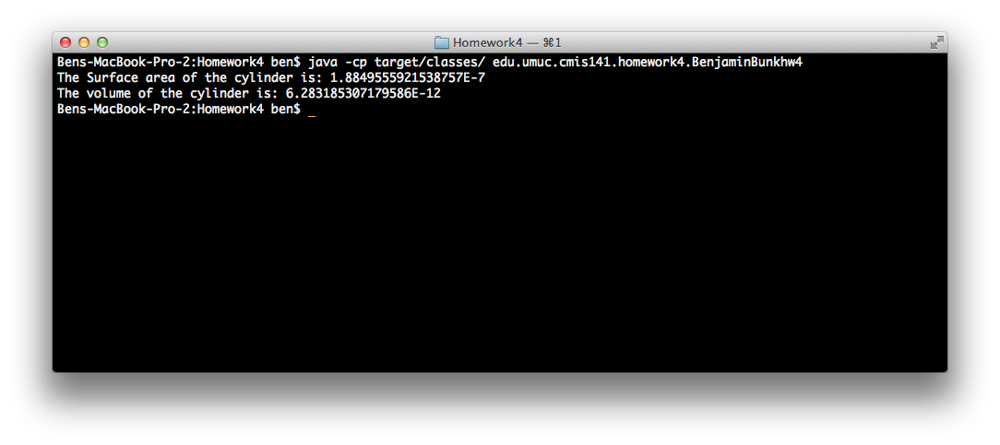 Homework4 — ⌘1
Bens-MacBook-Pro-2:Homework4 ben$ java -cp target/classes/ edu.umuc.cmis141.homework4.BenjaminBunkhw4
The Surface area of the cylinder is: 1.8849555921538757E-7
The volume of the cylinder is: 6.283185307179586E-12
Bens-MacBook-Pro-2:Homework4 ben$ _